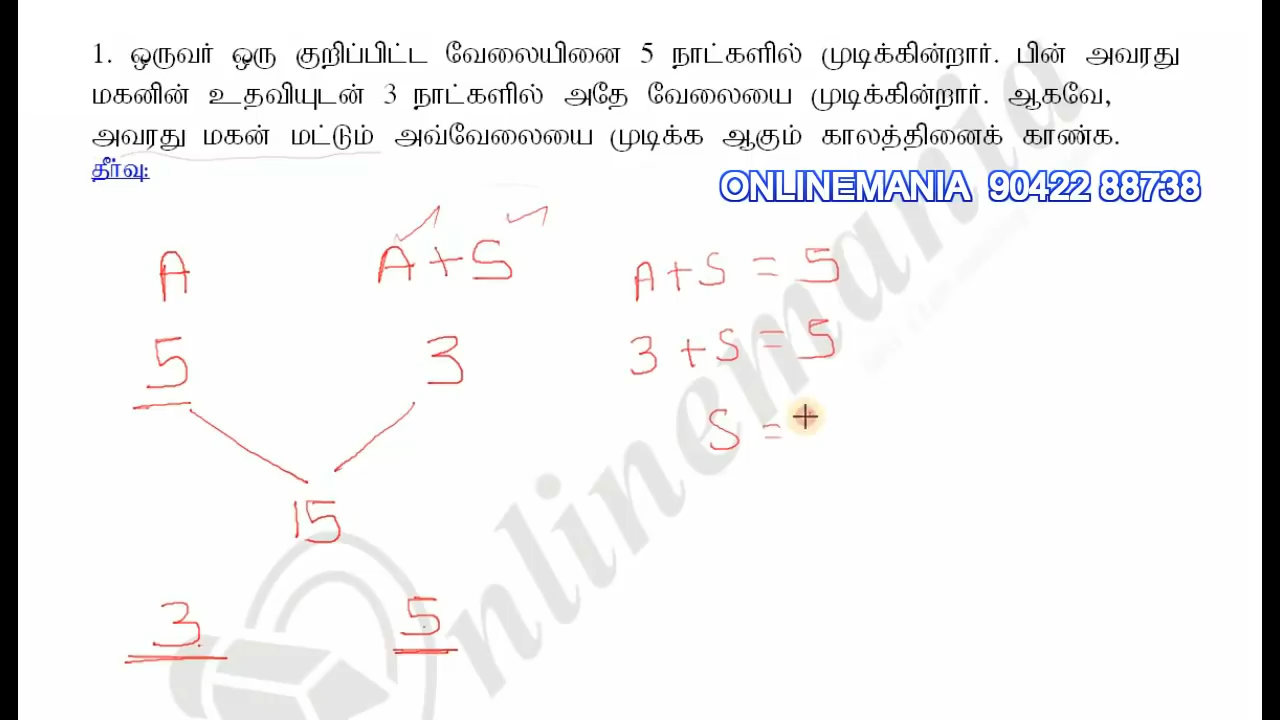 1. ஒருவர் ஒரு குறிப்பிட்ட வேலையினை 5 நாட்களில் முடிக்கின்றார். பின் அவரது
மகனின் உதவியுடன் 3 நாட்களில் அதே வேலையை முடிக்கின்றார். ஆகவே,
அவரது மகன் மட்டும் அவ்வேலையை முடிக்க ஆகும் காலத்தினைக் காண்க.
தீர்வு:
ONLINEMANIA 90422 88738
A A+S A+S = 5
5 3 3+S = 5
S =
15
3 5
nlinemania